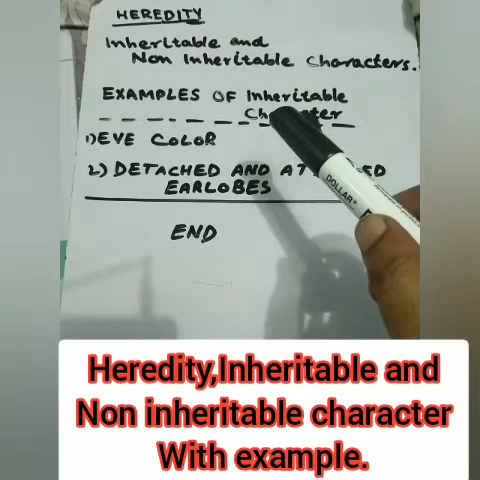 HEREDITY
Inheritable and
Non Inheritable Characters.
EXAMPLES OF Inheritable
1) EYE COLOR
2) DETACHED AND
EARLOBES
END
DOLLAR
Heredity,Inheritable and
Non inheritable character
With example.